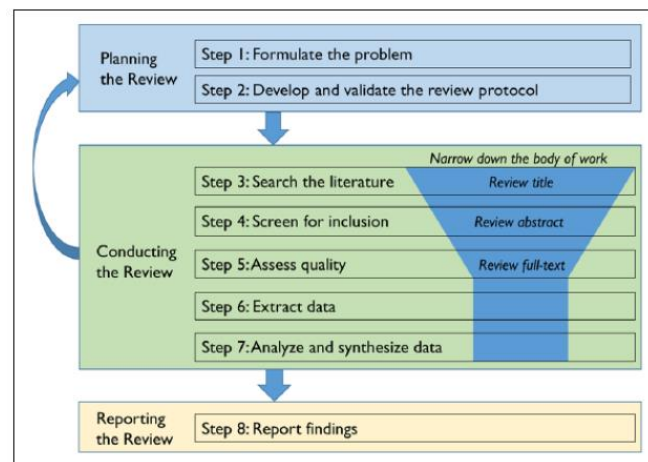 Planning
the Review
Step 1: Formulate the problem
Step 2: Develop and validate the review protocol
Narrow down the body of work
Conducting
the Review
Step 3: Search the literature
Review title
Step 4: Screen for inclusion
Review abstract
Step 5: Assess quality
Review full-text
Step 6: Extract data
Step 7: Analyze and synthesize data
Reporting
the Review
Step 8: Report findings